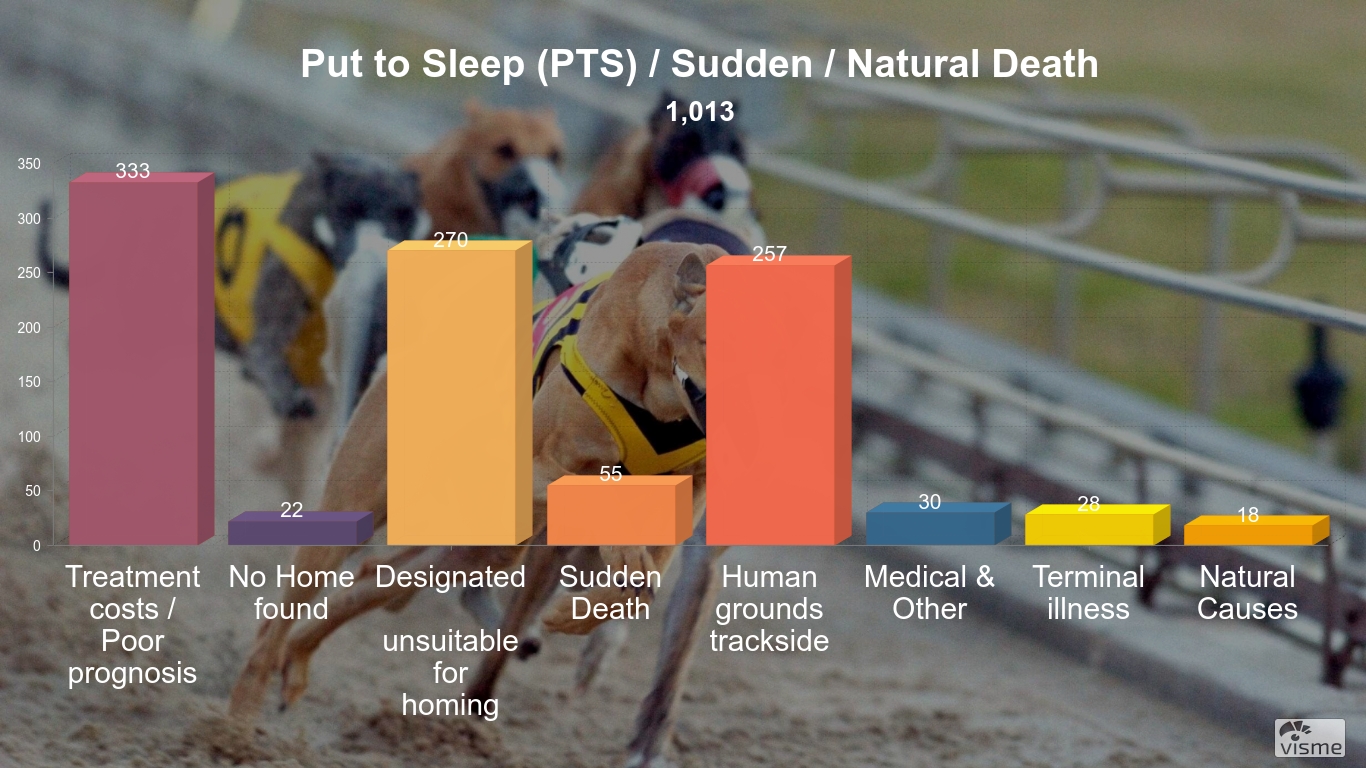 Put to Sleep (PTS) / Sudden / Natural Death
1,013
350
300
250
200
150
100
50
0
333
22
270
55
257
30
28
18
Treatment
costs /
Poor
prognosis
No Home
found
Designated
unsuitable
for
homing
Sudden
Death
Human
grounds
trackside
Medical &
Other
Terminal
illness
Natural
Causes
visme